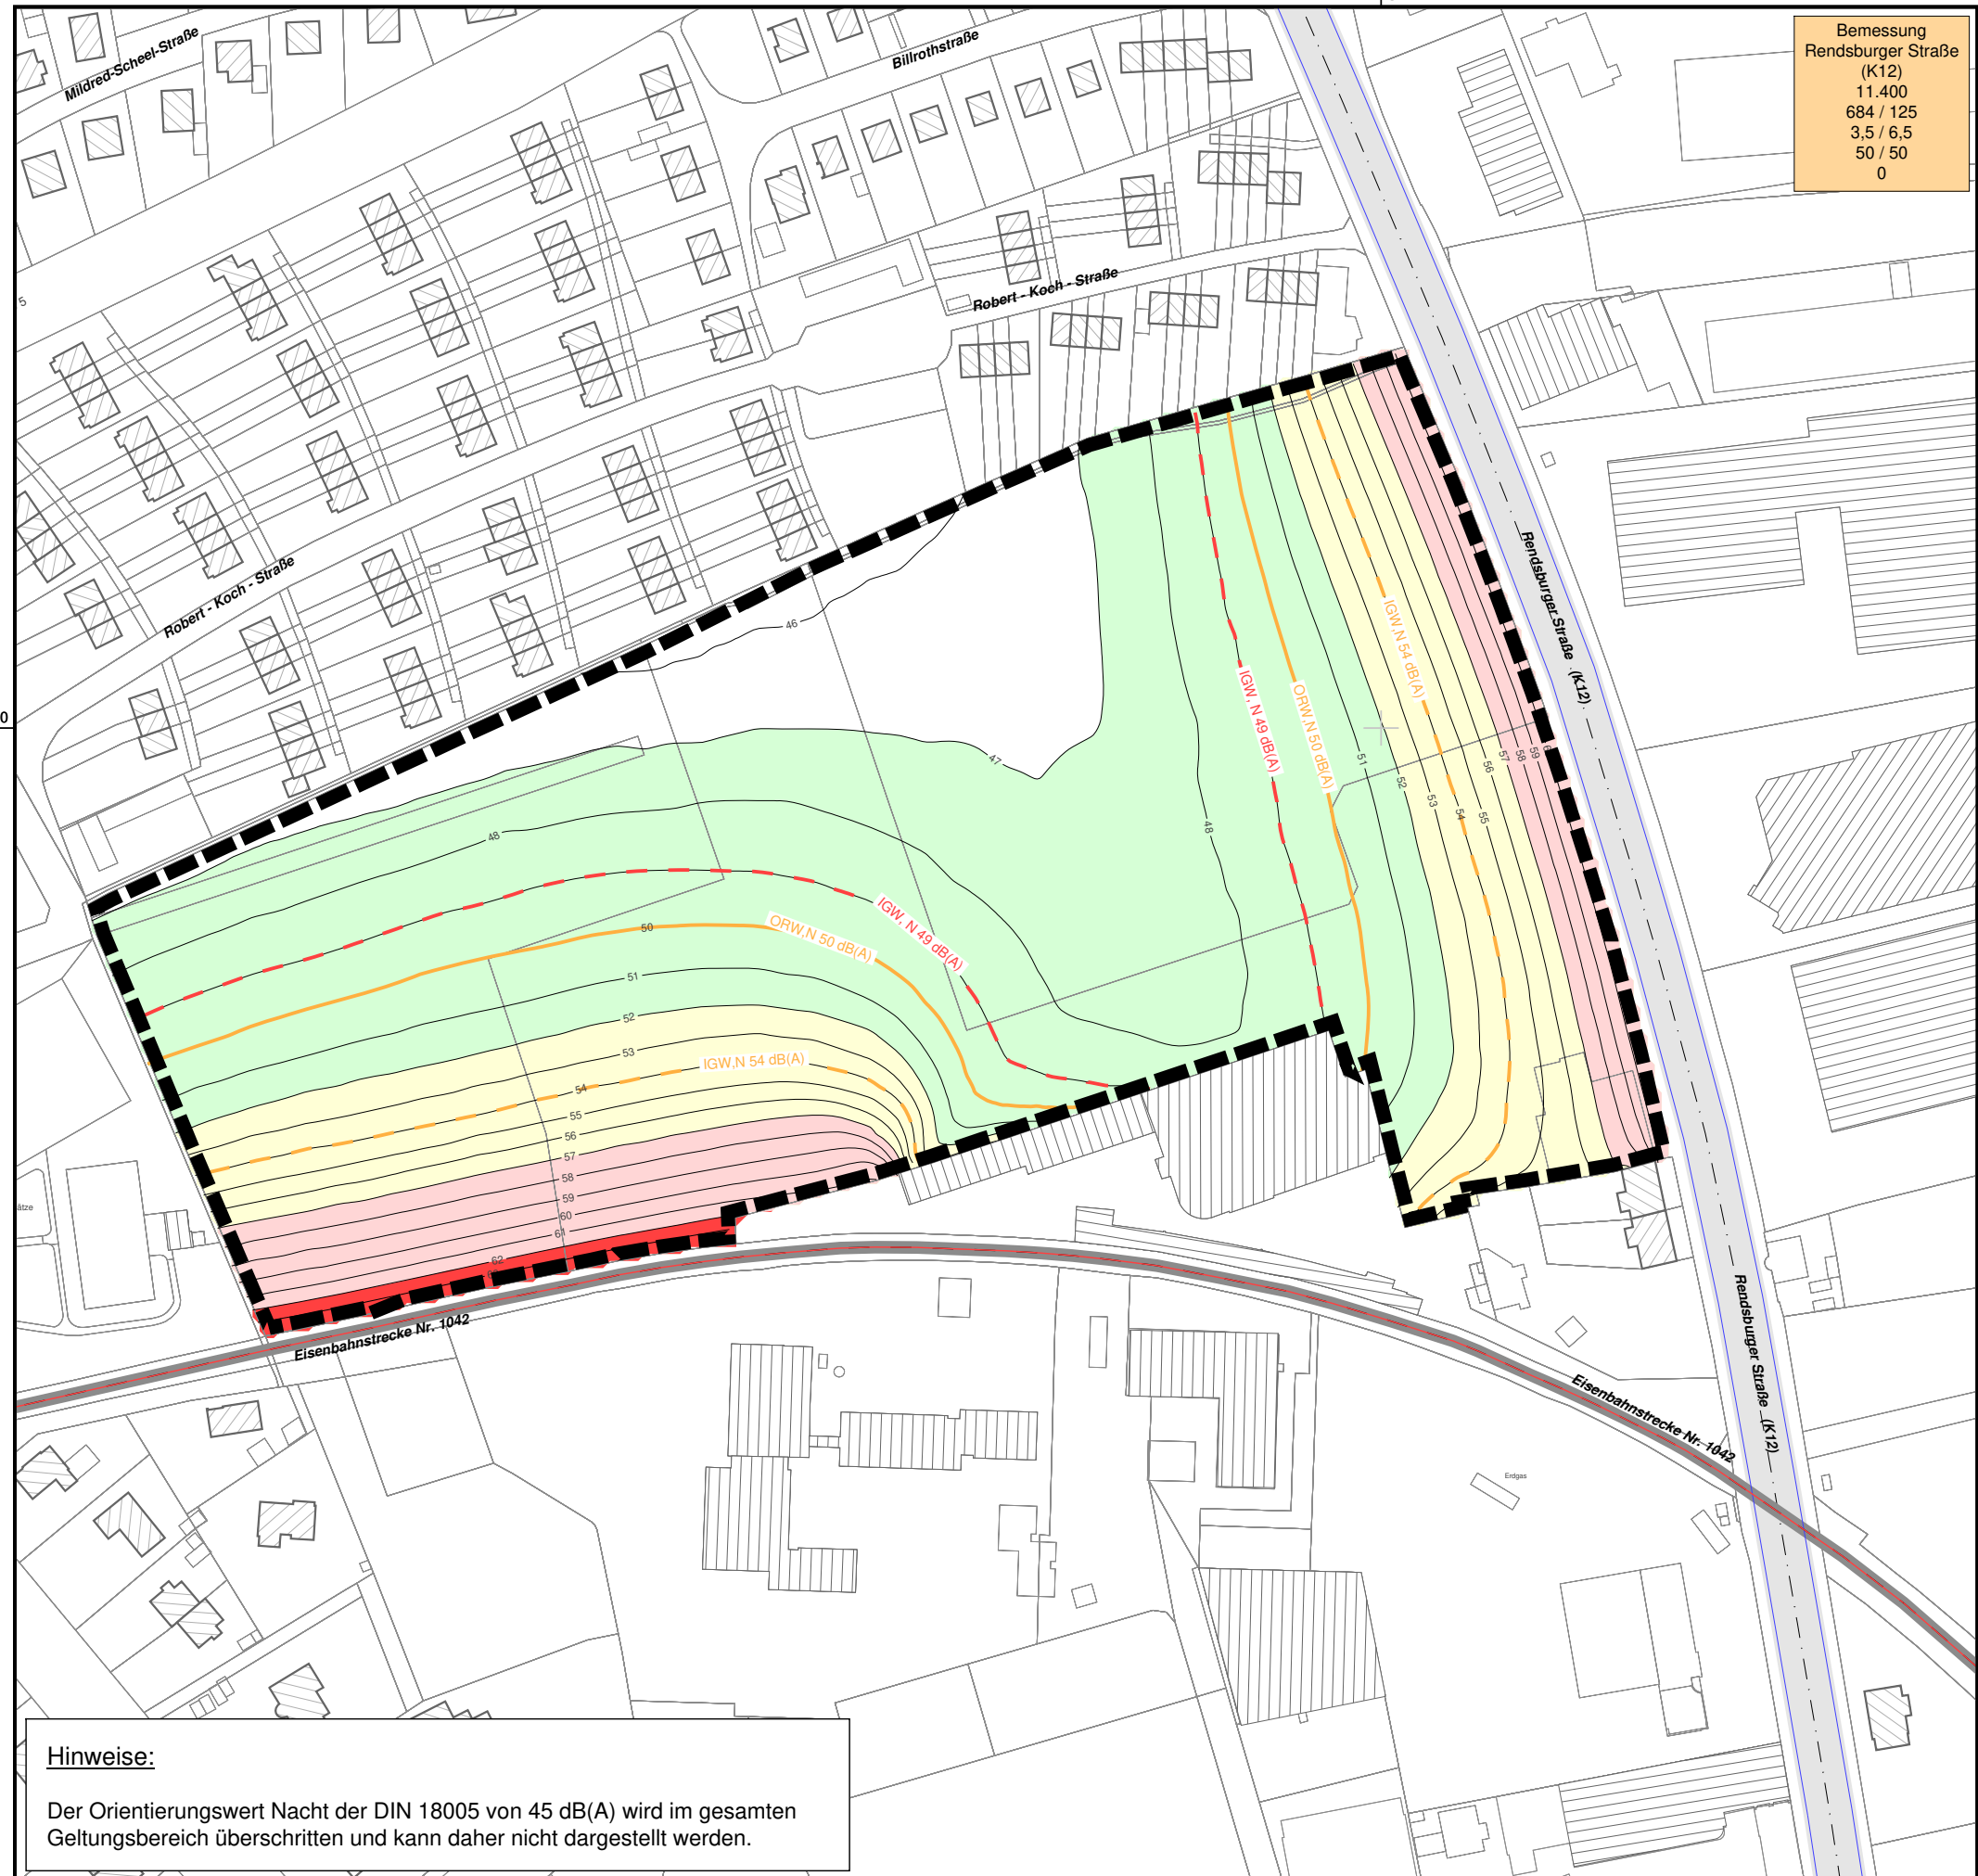 Mildred-Scheel-Straße
Billrothstraße
Bemessung
Rendsburger Straße
(K12)
11.400
684 / 125
3,5 / 6,5
50 / 50
0
5
Robert - Koch - Straße
Robert - Koch - Straße
Rendsburger Straße (K12)
46
IGW,N 54 dB(A)
IGW, N 49 dB(A)
ORW,N 50 dB(A)
0
47
51
52
53
54
55
56
57
58
59
48
48
IGW, N 49 dB(A)
ORW,N 50 dB(A)
50
51
52
53
IGW,N 54 dB(A)
54
55
56
57
58
59
60
61
62
ätze
Eisenbahnstrecke Nr. 1042
Rendsburger Straße (K12)
Eisenbahnstrecke Nr. 1042
Erdgas
Hinweise:
Der Orientierungswert Nacht der DIN 18005 von 45 dB(A) wird im gesamten
Geltungsbereich überschritten und kann daher nicht dargestellt werden.